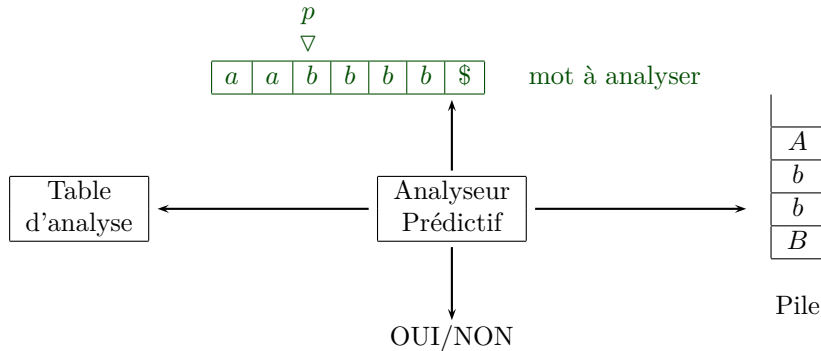 p
▽
a a b b b b $
mot à analyser
Table
d'analyse
Analyseur
Prédictif
A
b
b
B
Pile
OUI/NON